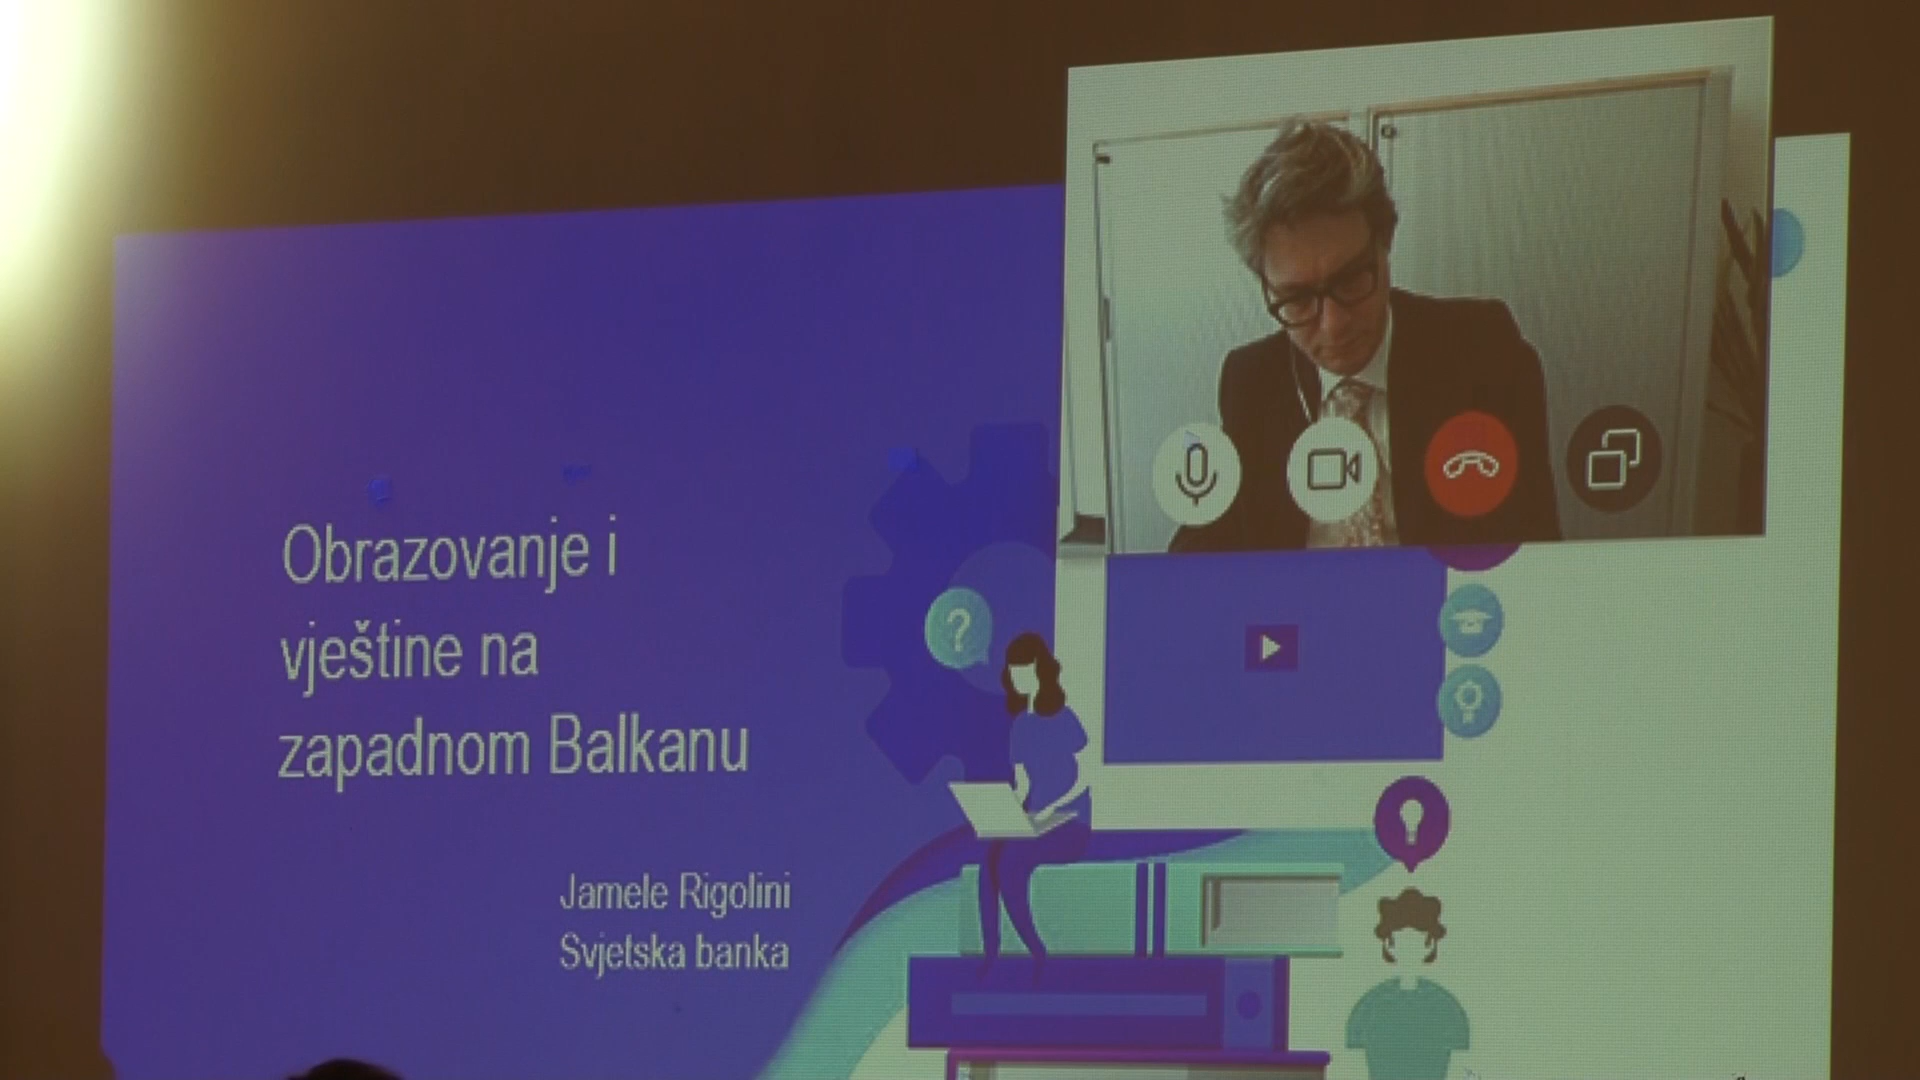 Obrazovanje i
vještine na
zapadnom Balkanu
Jamele Rigolini
Svjetska banka
?